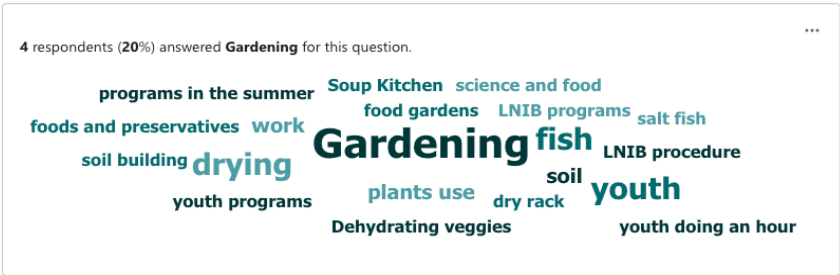 4 respondents (20%) answered Gardening for this question.
Soup Kitchen science and food
programs in the summer
food gardens LNIB programs salt fish
foods and preservatives work
Gardening fish LNIB procedure
soil building drying
soil
plants use youth
youth programs dry rack
Dehydrating veggies youth doing an hour